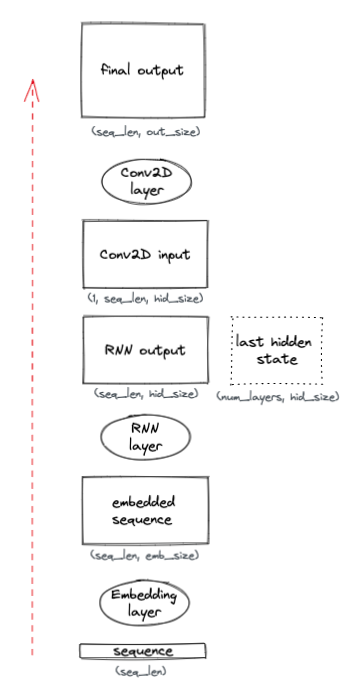 final output
(seq_len, out_size)
Conv2D
layer
Conv2D input
(1, seq_len, hid_size)
RNN output
last hidden
state
(seq_len, hid_size)
(num_layers, hid_size)
RNN
layer
embedded
sequence
(seq_len, emb_size)
Embedding
layer
sequence
(seq_len)